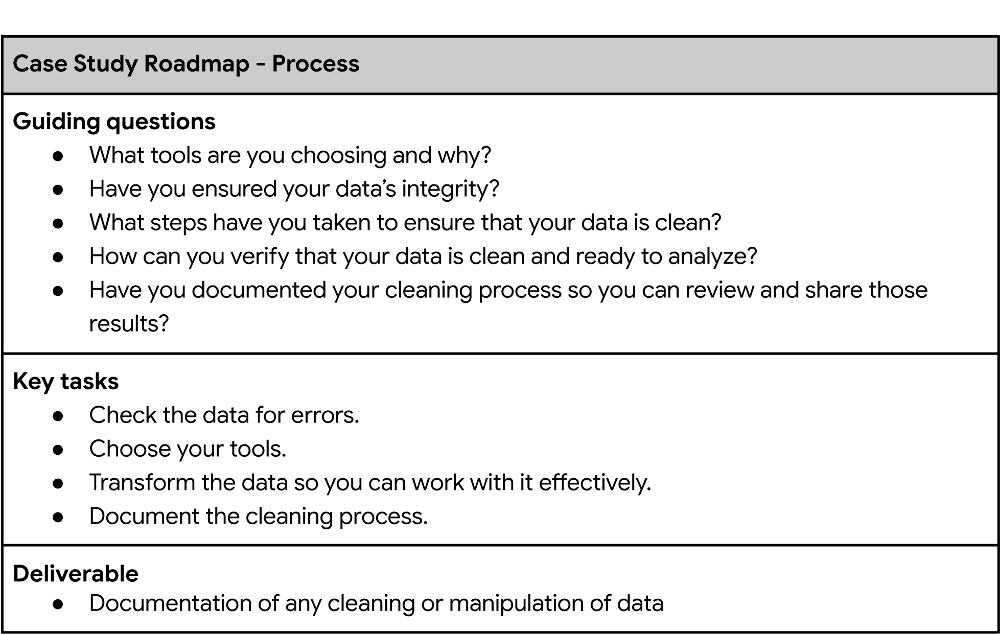 Case Study Roadmap - Process
Guiding questions
● What tools are you choosing and why?
● Have you ensured your data’s integrity?
● What steps have you taken to ensure that your data is clean?
● How can you verify that your data is clean and ready to analyze?
● Have you documented your cleaning process so you can review and share those
results?
Key tasks
● Check the data for errors.
● Choose your tools.
● Transform the data so you can work with it effectively.
● Document the cleaning process.
Deliverable
● Documentation of any cleaning or manipulation of data